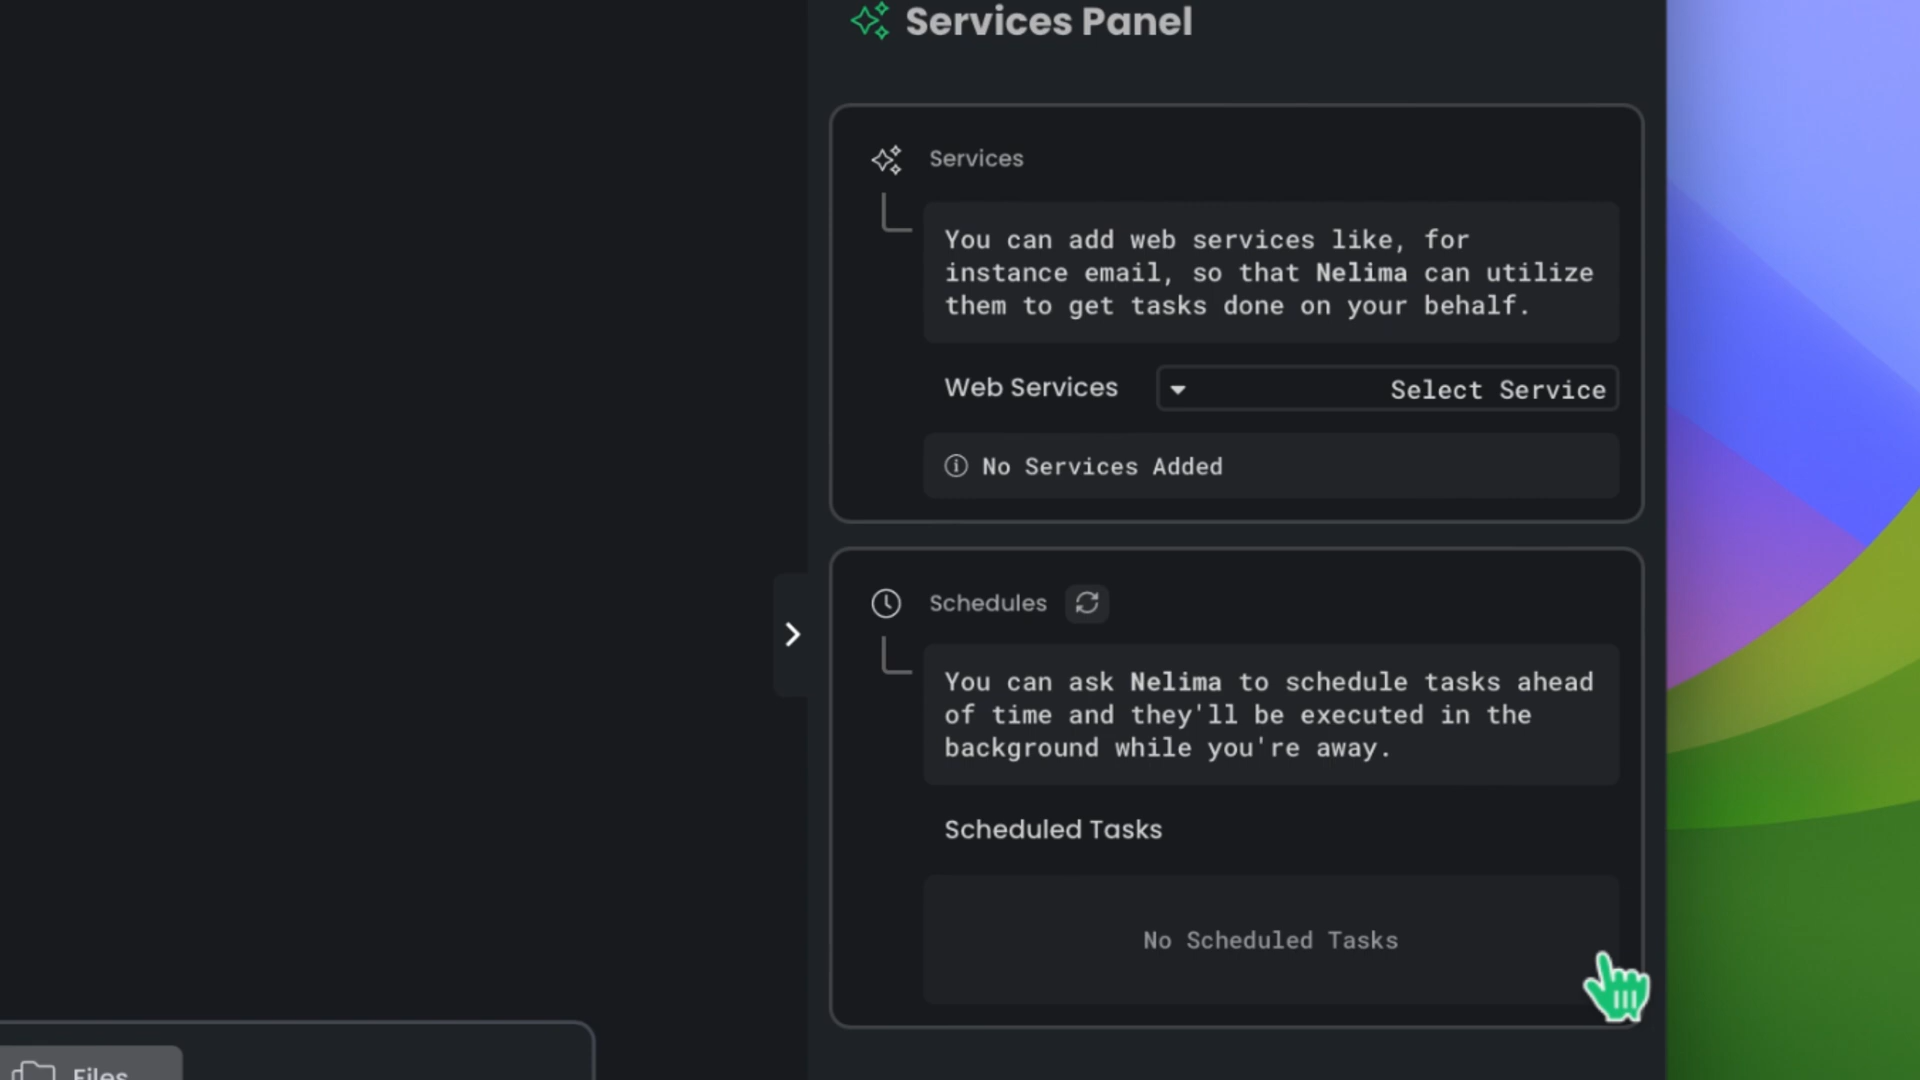 Services Panel
Services
You can add web services like, for
instance email, so that Nelima can utilize
them to get tasks done on your behalf.
Web Services
Select Service
No Services Added
Schedules
You can ask Nelima to schedule tasks ahead
of time and they'll be executed in the
background while you're away.
Scheduled Tasks
No Scheduled Tasks
Files